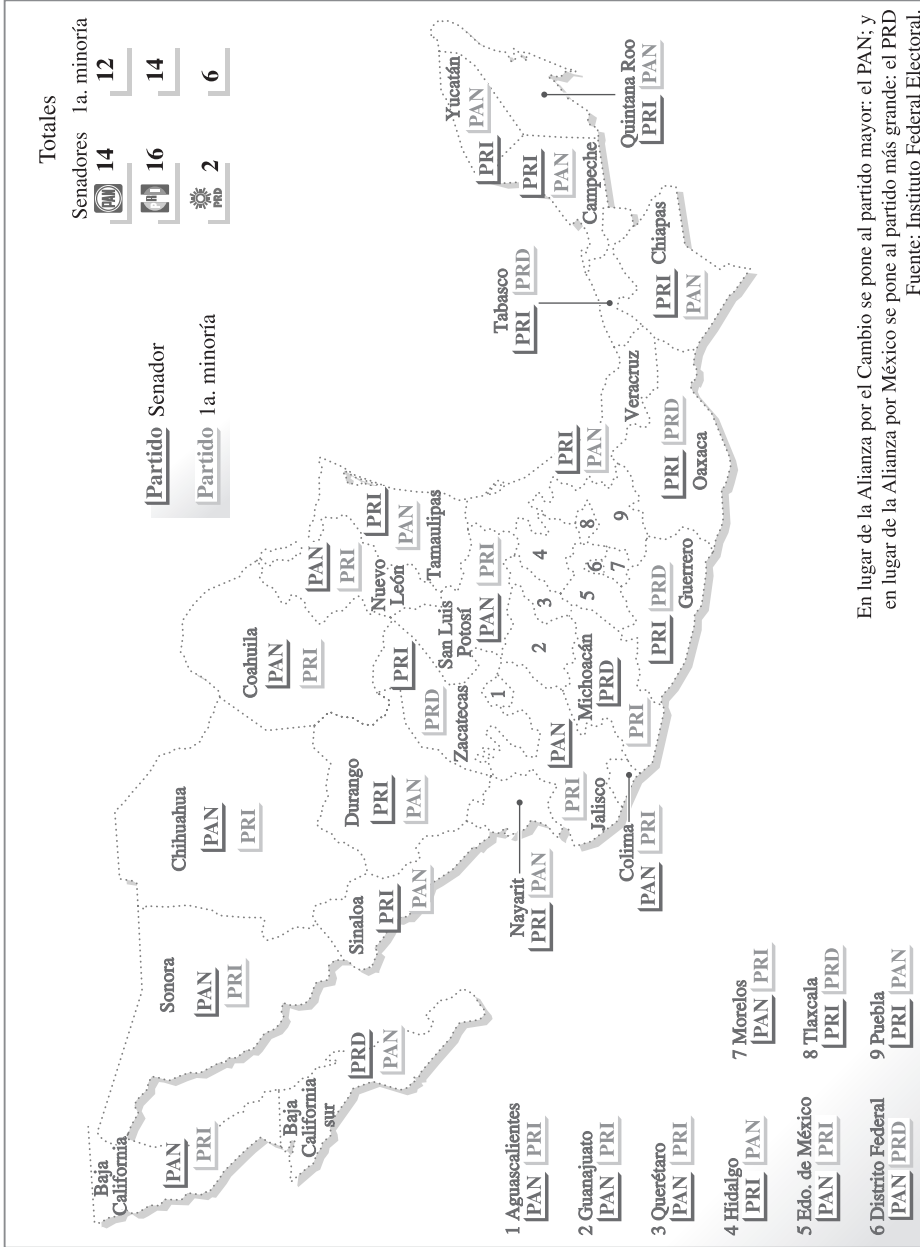 Totales
Senadores 1a. minoría
PAN 14 12
PRI 16 14
PRD 2 6
Partido Senador
Partido 1a. minoría
Baja
California
PAN
PRI
Baja
California
sur
PRD
PAN
Sonora
PAN
PRI
Chihuahua
PAN
PRI
Coahuila
PAN
PRI
Sinaloa
PRI
PAN
Durango
PRI
PAN
PRI
PRD
Zacatecas
PAN
PRI
Nuevo
León
PRI
PAN
Tamaulipas
San Luis
Potosí
PAN PRI
Nayarit
PRI PAN
PAN
PRI
Jalisco
Colima
PAN PRI
Michoacán
PRD
PRI
1
2
3
4
5
6
7
8
9
PRI PRD
Guerrero
PRI
PAN
Veracruz
PRI PRD
Oaxaca
Tabasco
PRI PRD
Chiapas
PRI
PAN
PRI
PAN
Campeche
Yucatán
PRI PAN
Quintana Roo
PRI PAN
1 Aguascalientes
PAN PRI
2 Guanajuato
PAN PRI
3 Querétaro
PAN PRI
4 Hidalgo
PRI PAN
5 Edo. de México
PAN PRI
6 Distrito Federal
PAN PRD
7 Morelos
PAN PRI
8 Tlaxcala
PRI PRD
9 Puebla
PRI PAN
En lugar de la Alianza por el Cambio se pone al partido mayor: el PAN; y
en lugar de la Alianza por México se pone al partido más grande: el PRD
Fuente: Instituto Federal Electoral.